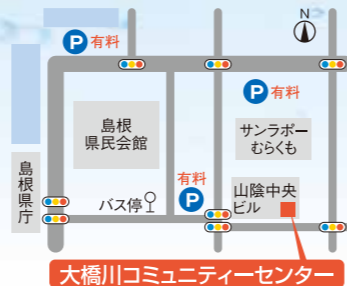 N
P 有料
P 有料
島根
県民会館
サンラポー
むらくも
島根県庁
有料
P
バス停
山陰中央
ビル
大橋川コミュニティーセンター